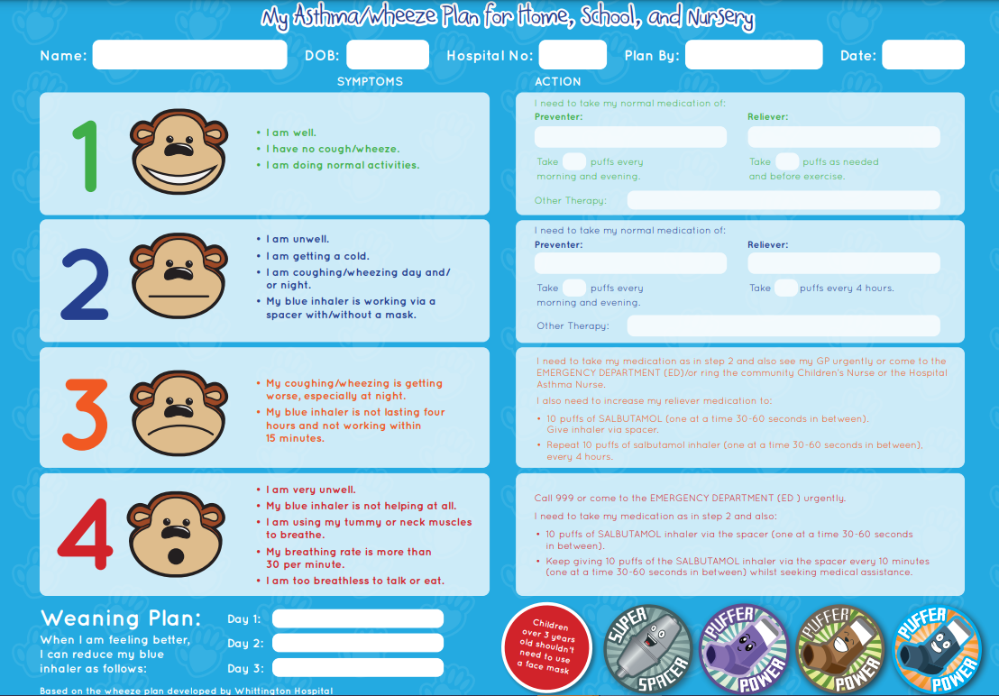 My Asthma/Wheeze Plan for Home, School, and Nursery
Name: DOB: Hospital No: Plan By: Date:
SYMPTOMS
ACTION
1
• I am well.
• I have no cough/wheeze.
• I am doing normal activities.
I need to take my normal medication of:
Preventer: Reliever:
Take puffs every
morning and evening.
Take puffs as needed
and before exercise.
Other Therapy:
2
• I am unwell.
• I am getting a cold.
• I am coughing/wheezing day and/
or night.
• My blue inhaler is working via a
spacer with/without a mask.
I need to take my normal medication of:
Preventer: Reliever:
Take puffs every
morning and evening.
Take puffs every 4 hours.
Other Therapy:
3
• My coughing/wheezing is getting
worse, especially at night.
• My blue inhaler is not lasting four
hours and not working within
15 minutes.
I need to take my medication as in step 2 and also see my GP urgently or come to the
EMERGENCY DEPARTMENT (ED)/or ring the community Children's Nurse or the Hospital
Asthma Nurse.
I also need to increase my reliever medication to:
• 10 puffs of SALBUTAMOL (one at a time 30-60 seconds in between).
Give inhaler via spacer.
• Repeat 10 puffs of salbutamol inhaler (one at a time 30-60 seconds in between),
every 4 hours.
4
• I am very unwell.
• My blue inhaler is not helping at all.
• I am using my tummy or neck muscles
to breathe.
• My breathing rate is more than
30 per minute.
• I am too breathless to talk or eat.
Call 999 or come to the EMERGENCY DEPARTMENT (ED ) urgently.
I need to take my medication as in step 2 and also:
• 10 puffs of SALBUTAMOL inhaler via the spacer (one at a time 30-60 seconds
in between).
• Keep giving 10 puffs of the SALBUTAMOL inhaler via the spacer every 10 minutes
(one at a time 30-60 seconds in between) whilst seeking medical assistance.
Weaning Plan:
When I am feeling better,
I can reduce my blue
inhaler as follows:
Day 1:
Day 2:
Day 3:
Based on the wheeze plan developed by Whittington Hospital
Children
over 3 years
old shouldn't
need to use
a face mask
SUPER
SPACER
PUFFER
POWER
PUFFER
POWER
PUFFER
POWER